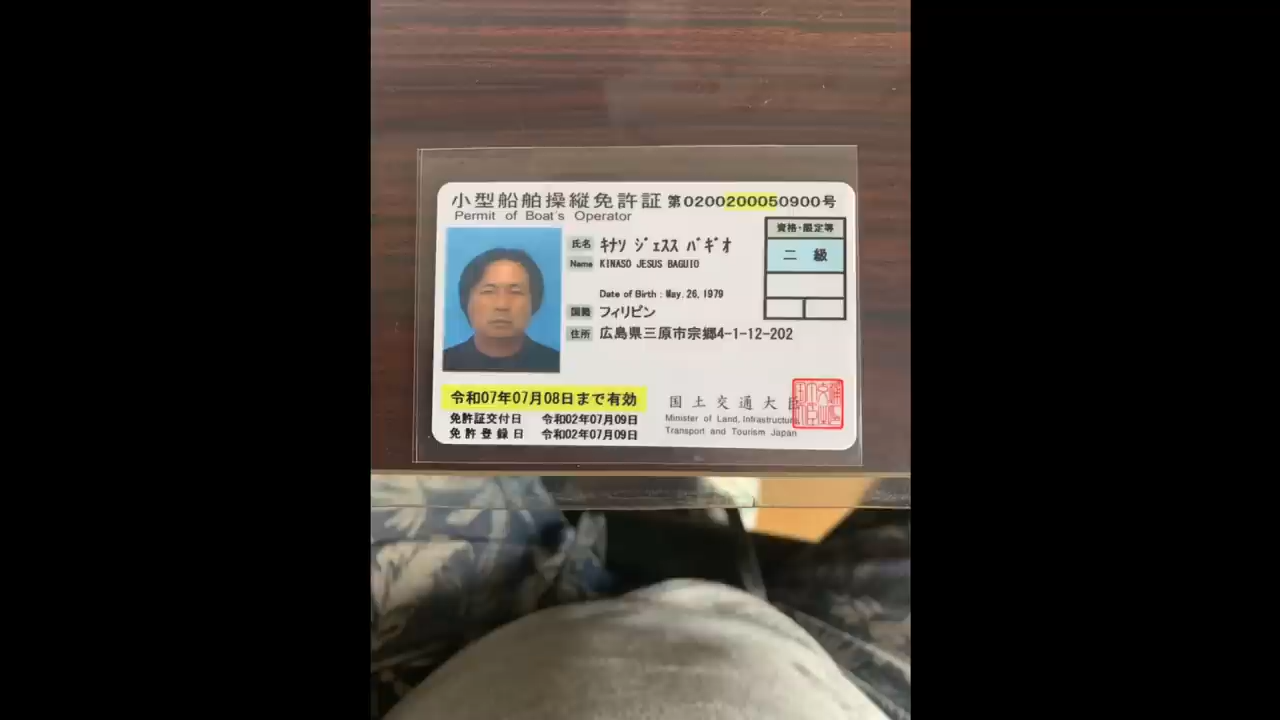 小型船舶操縦免許証 第0200200050900号
Permit of Boat's Operator
資格・限定等
二級
氏名 ｷﾅｿ ｼﾞｪｽｽ ﾊﾞｷﾞｵ
Name KINASO JESUS BAGUIO
Date of Birth : May. 26, 1979
国籍 フィリピン
住所 広島県三原市宗郷4-1-12-202
令和07年07月08日まで有効
免許証交付日 令和02年07月09日
免許登録日 令和02年07月09日
国土交通大臣
Minister of Land, Infrastructure,
Transport and Tourism Japan